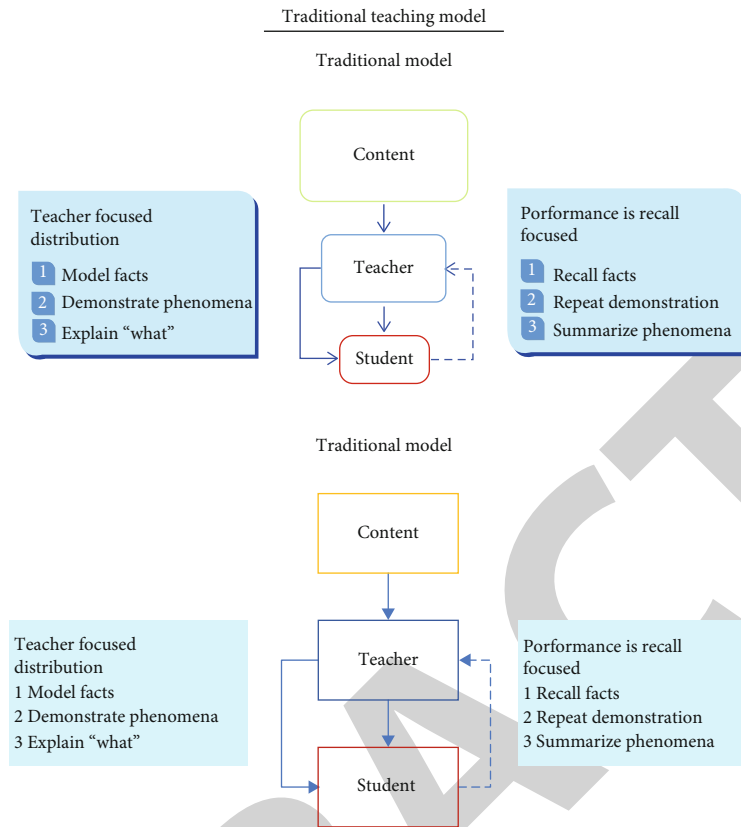 Traditional teaching model
Traditional model
Content
Teacher focused
distribution
1 Model facts
2 Demonstrate phenomena
3 Explain “what”
Teacher
Student
Porformance is recall
focused
1 Recall facts
2 Repeat demonstration
3 Summarize phenomena
Traditional model
Content
Teacher focused
distribution
1 Model facts
2 Demonstrate phenomena
3 Explain “what”
Teacher
Student
Porformance is recall
focused
1 Recall facts
2 Repeat demonstration
3 Summarize phenomena